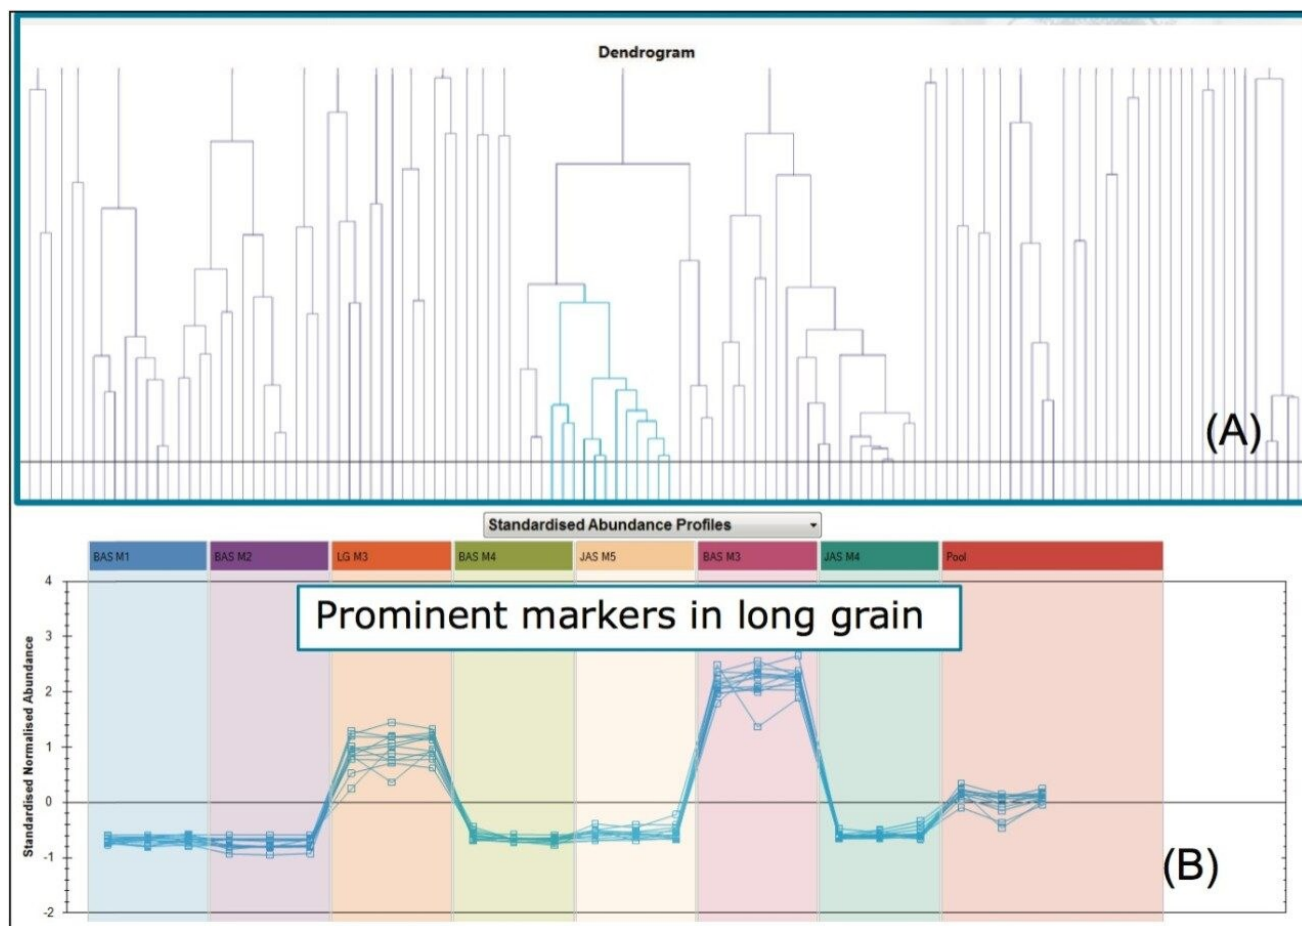 Dendrogram
(A)
Standardised Abundance Profiles
BAS M1 BAS M2 LG M3 BAS M4 JAS M5 BAS M3 JAS M4 Pool
Prominent markers in long grain
Standardised Normalised Abundance
4
3
2
1
0
-1
-2
(B)